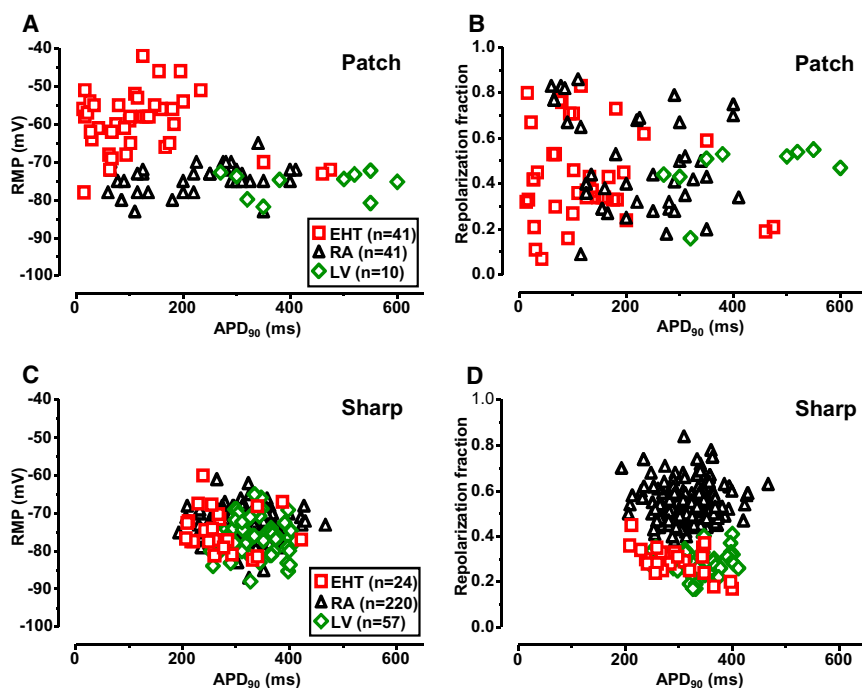 A
Patch
RMP (mV)
-40
-50
-60
-70
-80
-90
-100
EHT (n=41)
RA (n=41)
LV (n=10)
0 200 400 600
APD90 (ms)
B
Patch
Repolarization fraction
1.0
0.8
0.6
0.4
0.2
0.0
0 200 400 600
APD90 (ms)
C
Sharp
RMP (mV)
-40
-50
-60
-70
-80
-90
-100
EHT (n=24)
RA (n=220)
LV (n=57)
0 200 400 600
APD90 (ms)
D
Sharp
Repolarization fraction
1.0
0.8
0.6
0.4
0.2
0.0
0 200 400 600
APD90 (ms)